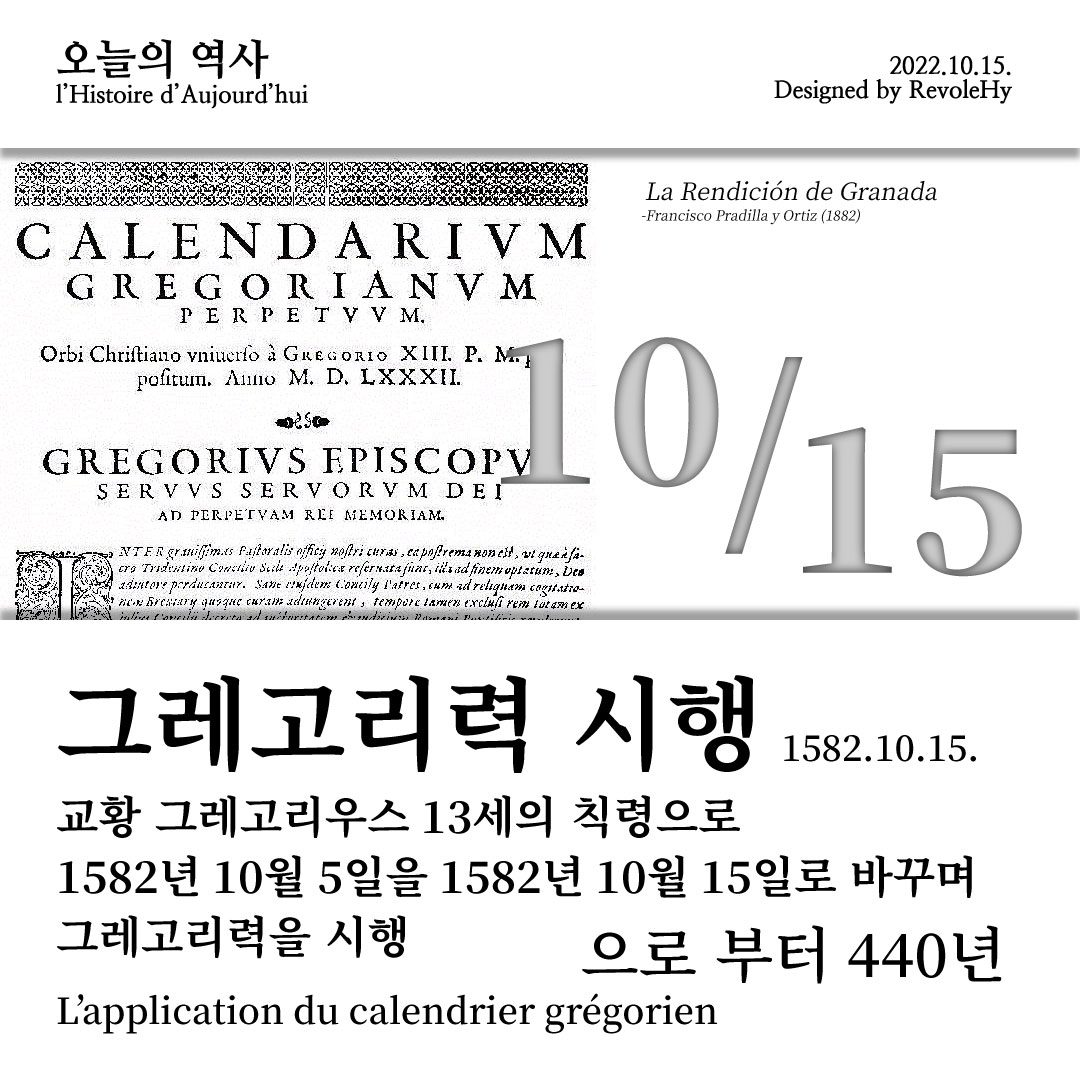 오늘의 역사
l'Histoire d'Aujourd'hui
2022.10.15.
Designed by RevoleHy
La Rendición de Granada
-Francisco Pradilla y Ortiz (1882)
CALENDARIVM
GREGORIANVM
PERPETVVM.
Orbi Chriſtiano vniuerſo à GREGORIO XIII. P. M.
poſitum. Anno M. D. LXXXII.
GREGORIVS EPISCOPV
SERVVS SERVORVM DEI
AD PERPETVAM REI MEMORIAM.
INTER grauiſſimas Paſtoralis officij noſtri curas, ea poſtrema non eſt, vt quæ à ſa-
cro Tridentino Concilio Sedi Apoſtolicæ reſeruata ſunt, illa ad finem optatum, Deo
adiutore perducantur. Sane eiuſdem Concilij Patres, cum ad reliquam cogitatio-
nem Breuiarij quoque curam adiungerent, tempore tamen excluſi rem totam ex
10/15
그레고리력 시행 1582.10.15.
교황 그레고리우스 13세의 칙령으로
1582년 10월 5일을 1582년 10월 15일로 바꾸며
그레고리력을 시행
으로 부터 440년
L'application du calendrier grégorien